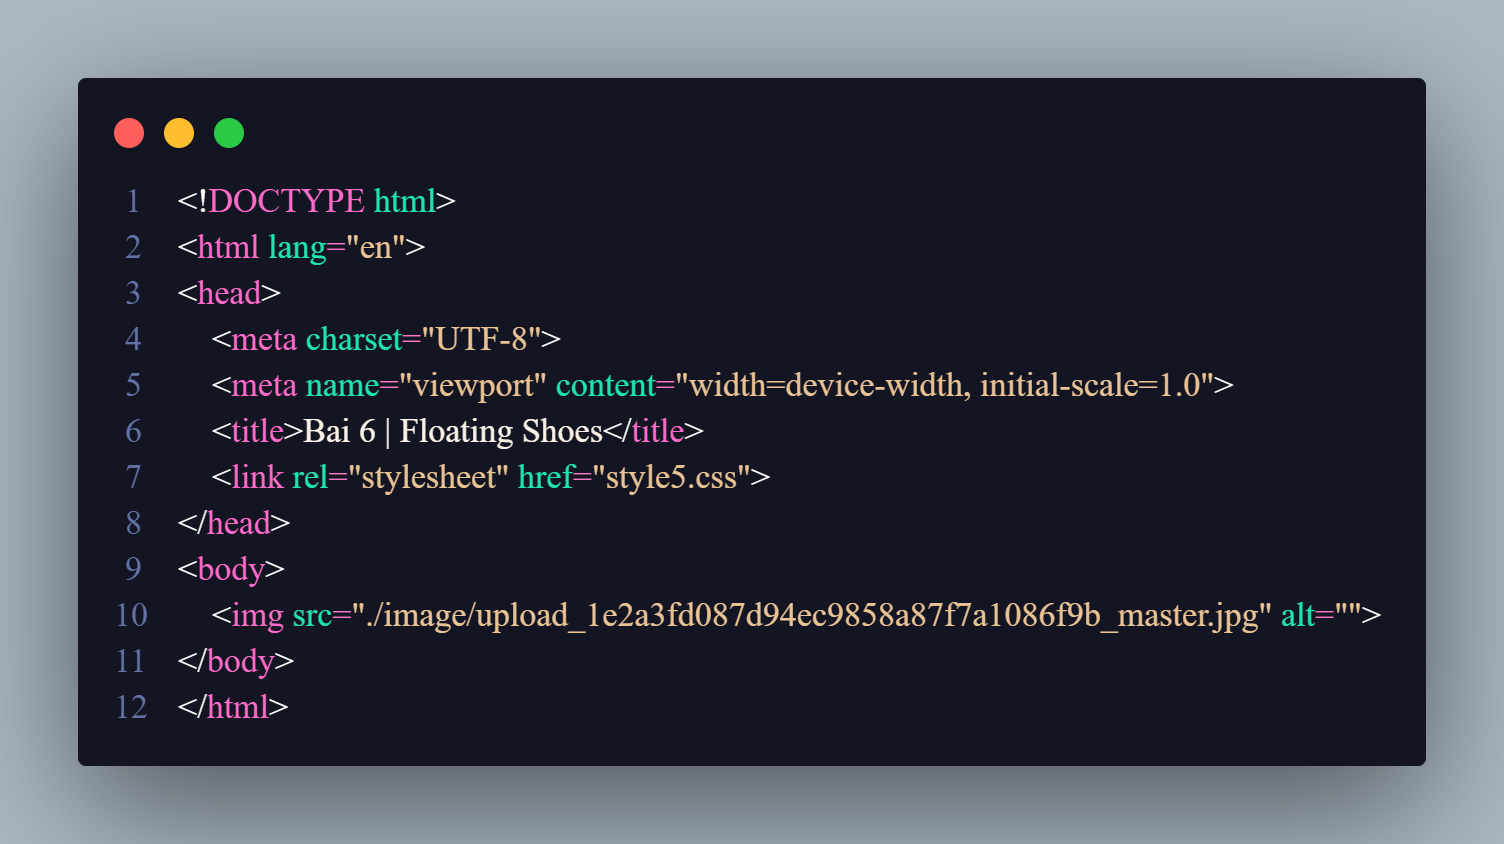 1 <!DOCTYPE html>
2 <html lang="en">
3 <head>
4     <meta charset="UTF-8">
5     <meta name="viewport" content="width=device-width, initial-scale=1.0">
6     <title>Bai 6 | Floating Shoes</title>
7     <link rel="stylesheet" href="style5.css">
8 </head>
9 <body>
10     <img src="./image/upload_1e2a3fd087d94ec9858a87f7a1086f9b_master.jpg" alt="">
11 </body>
12 </html>